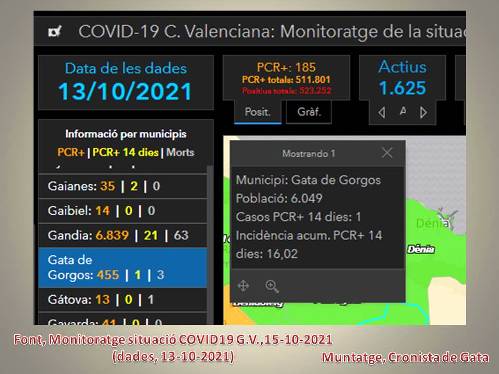 COVID-19 C. Valenciana: Monitoratge de la situac
Data de les dades
13/10/2021
PCR+: 185
PCR+ totals: 511.801
Positius totals: 523.252
Actius
1.625
Posit.
Gràf.
A
Informació per municipis
PCR+ | PCR+ 14 dies | Morts
Gaianes: 35 | 2 | 0
Gaibiel: 14 | 0 | 0
Gandia: 6.839 | 21 | 63
Gata de
Gorgos: 455 | 1 | 3
Gátova: 13 | 0 | 1
Gavarda: 41 | 0 | 0
Mostrando 1
Municipi: Gata de Gorgos
Població: 6.049
Casos PCR+ 14 dies: 1
Incidència acum. PCR+ 14
dies: 16,02
Dénia
Dénia
Font, Monitoratge situació COVID19 G.V.,15-10-2021
(dades, 13-10-2021)
Muntatge, Cronista de Gata